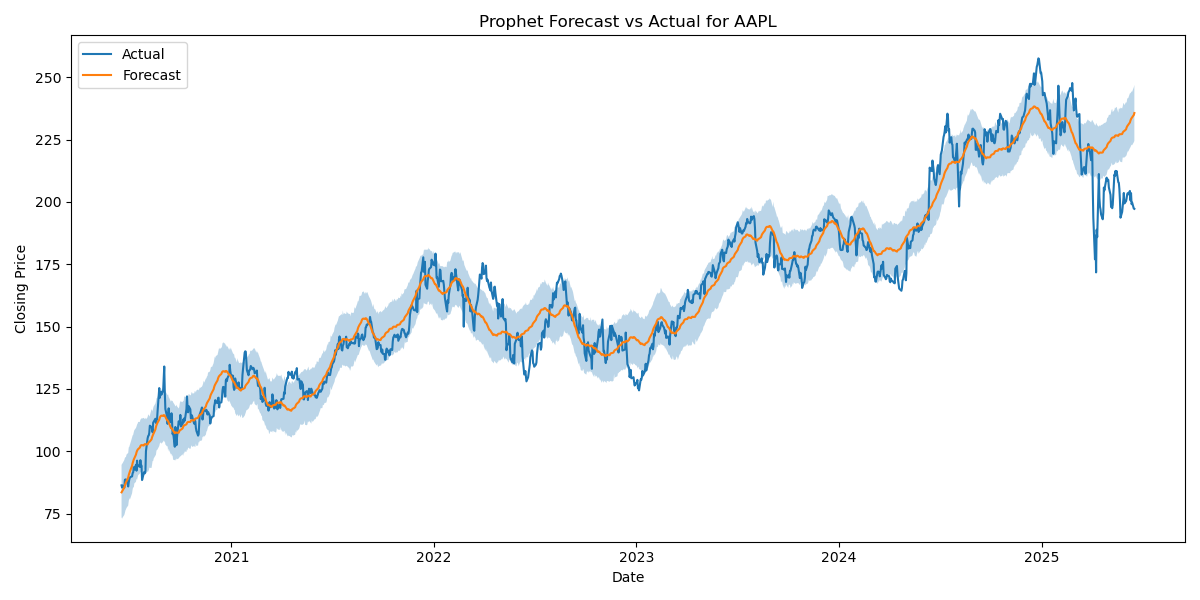 Prophet Forecast vs Actual for AAPL
Actual
Forecast
250
225
200
175
150
125
100
75
Closing Price
2021 2022 2023 2024 2025
Date